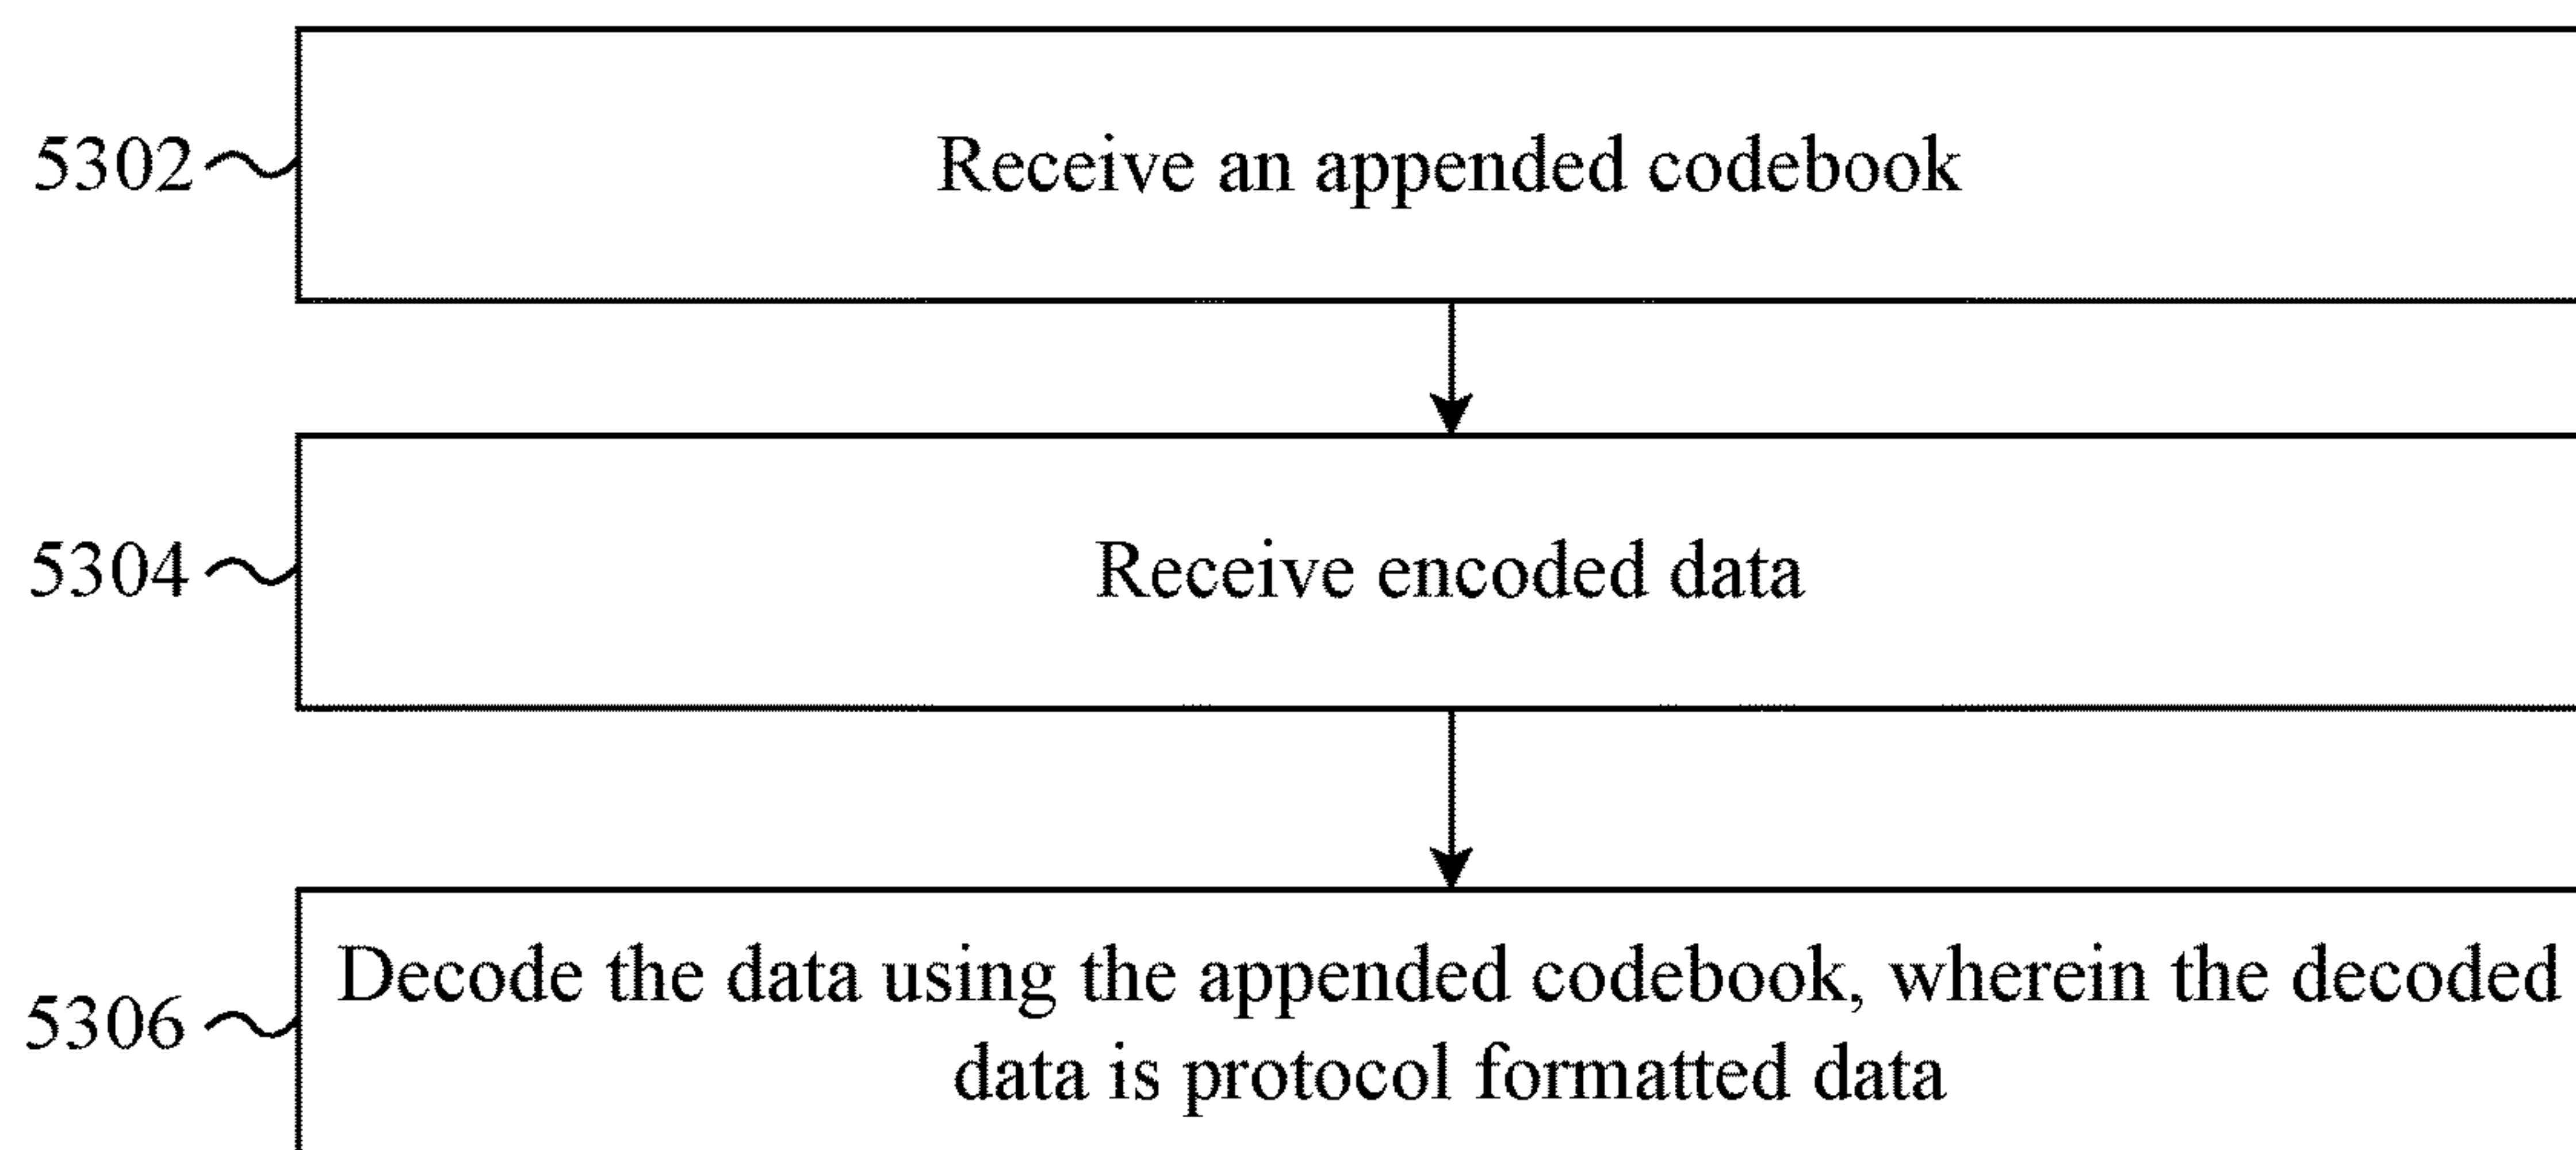 5302
Receive an appended codebook
5304
Receive encoded data
5306
Decode the data using the appended codebook, wherein the decoded
data is protocol formatted data